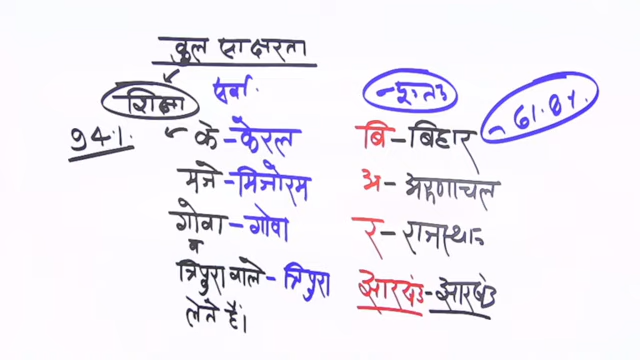 कुल साक्षरता
शिक्षा सर्वा. -न्यूनतम
94% के-केरल बि-बिहार 61.8%
मजे-मिजोरम अ-अरुणाचल
गोवा-गोवा र-राजस्थान
व
त्रिपुरा वाले-त्रिपुरा झारखंड-झारखंड
लेते हैं।